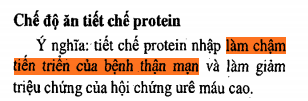 Chế độ ăn tiết chế protein
Ý nghĩa: tiết chế protein nhập làm chậm
tiến triển của bệnh thận mạn và làm giảm
triệu chứng của hội chứng urê máu cao.